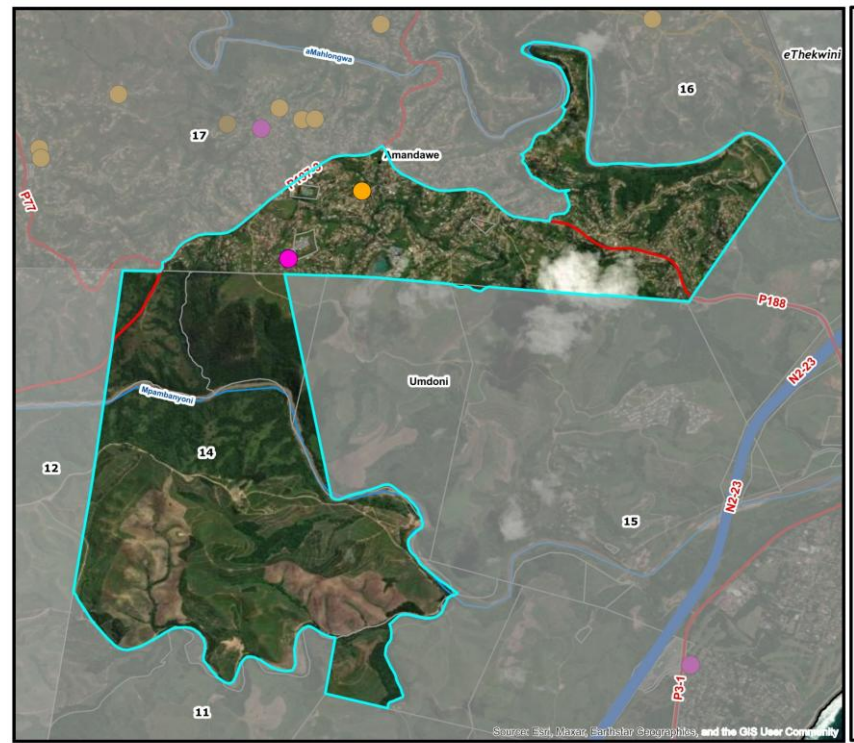 eThekwini
aMahlongwa
16
17
Amandawe
P197-3
P77
P188
Umdoni
N2-23
Mpambanyoni
14
12
N2-23
15
P3-1
11
Source: Esri, Maxar, Earthstar Geographics, and the GIS User Community